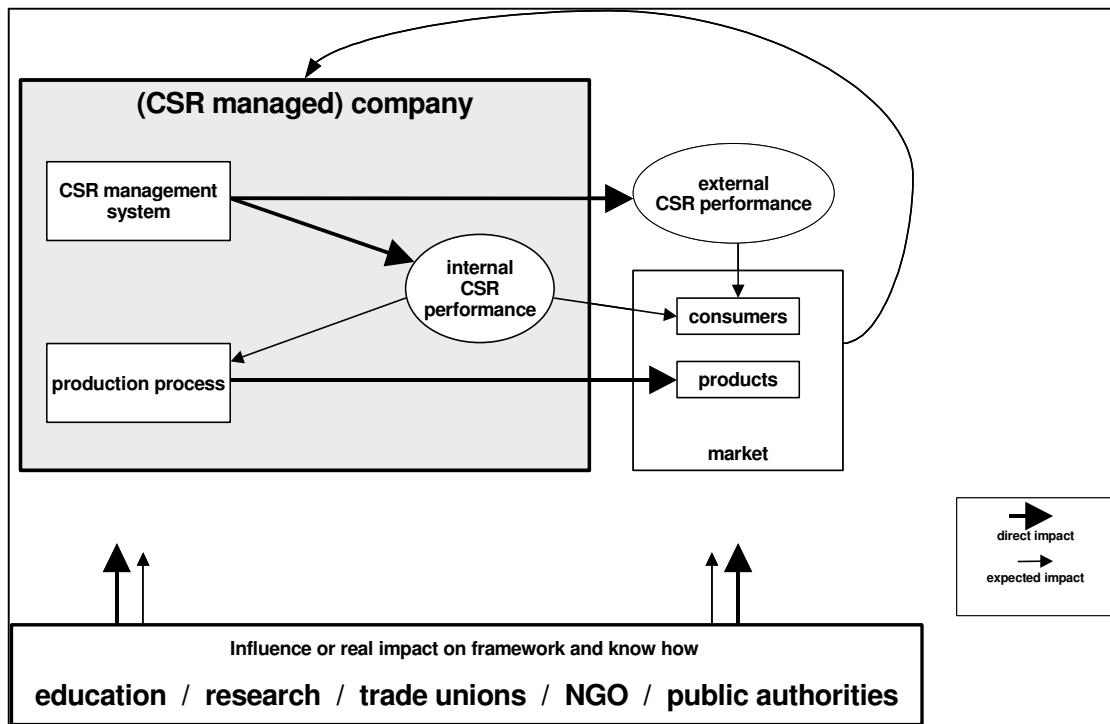 (CSR managed) company
CSR management
system
external
CSR performance
internal
CSR
performance
consumers
production process
products
market
direct impact
expected impact
Influence or real impact on framework and know how
education / research / trade unions / NGO / public authorities